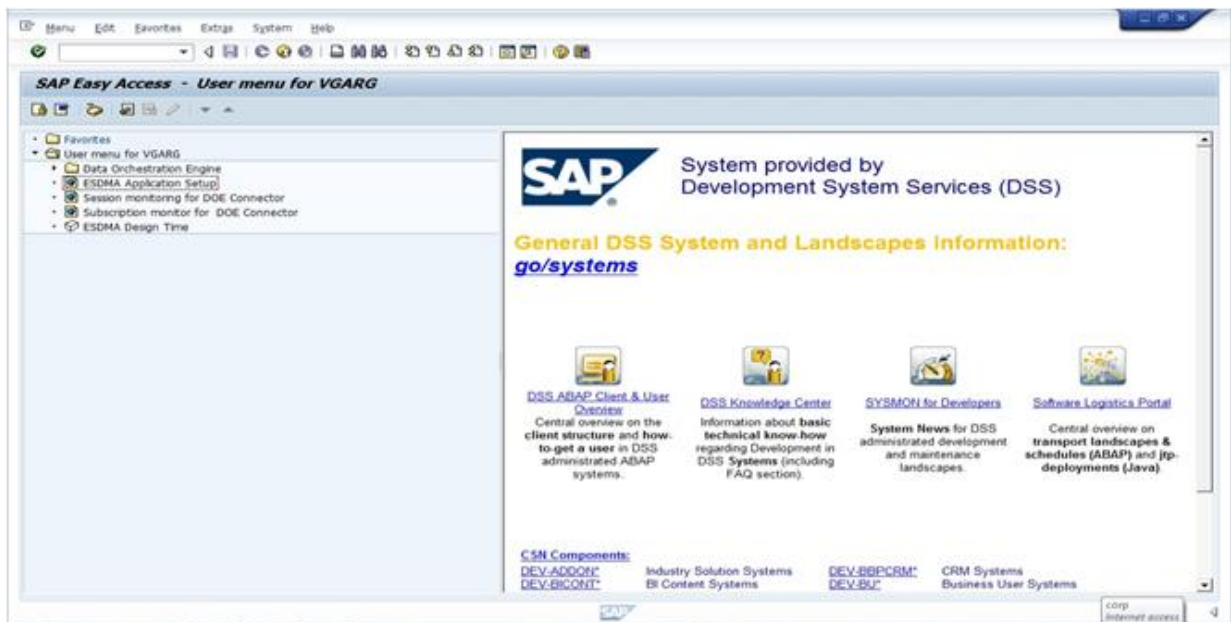 Menu Edit Favorites Extras System Help
SAP Easy Access - User menu for VGARG
Favorites
User menu for VGARG
Data Orchestration Engine
ESDMA Application Setup
Session monitoring for DOE Connector
Subscription monitor for DOE Connector
ESDMA Design Time
SAP
System provided by
Development System Services (DSS)
General DSS System and Landscapes Information:
go/systems
DSS ABAP Client & User
Overview
Central overview on the
client structure and how-
to-get a user in DSS
administrated ABAP
systems.
DSS Knowledge Center
Information about basic
technical know-how
regarding Development in
DSS Systems (including
FAQ section).
SYSMON for Developers
System News for DSS
administrated development
and maintenance
landscapes.
Software Logistics Portal
Central overview on
transport landscapes &
schedules (ABAP) and jtp-
deployments (Java)
CSN Components:
DEV-ADDON* Industry Solution Systems DEV-BBPCRM* CRM Systems
DEV-BICONT* BI Content Systems DEV-BU* Business User Systems
SAP
corp
Internet access